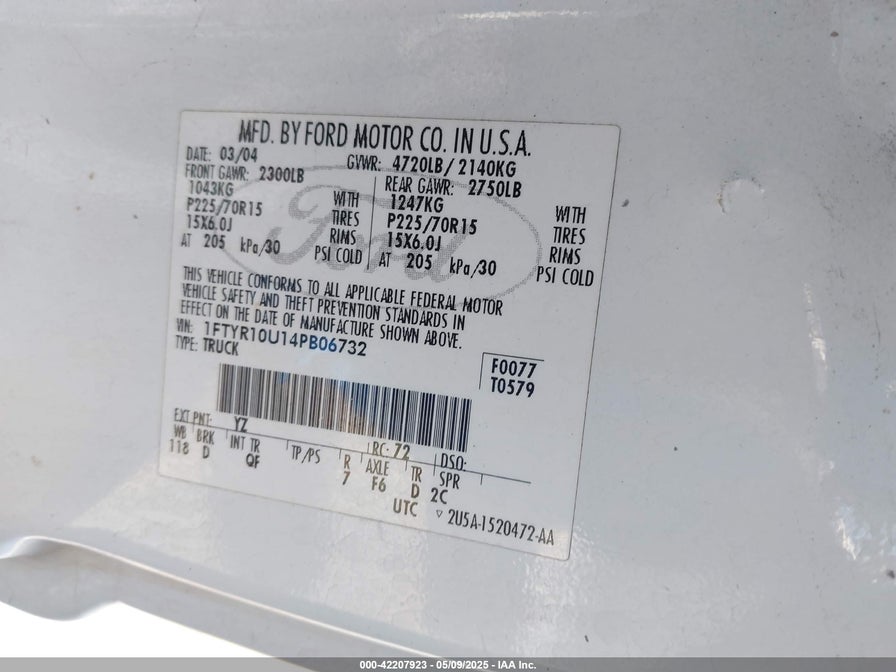 MFD. BY FORD MOTOR CO. IN U.S.A.
DATE: 03/04 GVWR: 4720LB/ 2140KG
FRONT GAWR: 2300LB REAR GAWR: 2750LB
1043KG WITH 1247KG WITH
P225/70R15 TIRES P225/70R15 TIRES
15X6.0J RIMS 15X6.0J RIMS
AT 205 kPa/30 PSI COLD AT 205 kPa/30 PSI COLD
Ford
THIS VEHICLE CONFORMS TO ALL APPLICABLE FEDERAL MOTOR
VEHICLE SAFETY AND THEFT PREVENTION STANDARDS IN
EFFECT ON THE DATE OF MANUFACTURE SHOWN ABOVE.
VIN: 1FTYR10U14PB06732
TYPE: TRUCK
F0077
T0579
EXT PNT: YZ RC: 72 DSO:
WB BRK INT TR TP/PS R AXLE TR SPR
118 D QF 7 F6 D 2C
UTC ▽ 2U5A-1520472-AA
000-42207923 - 05/09/2025 - IAA Inc.